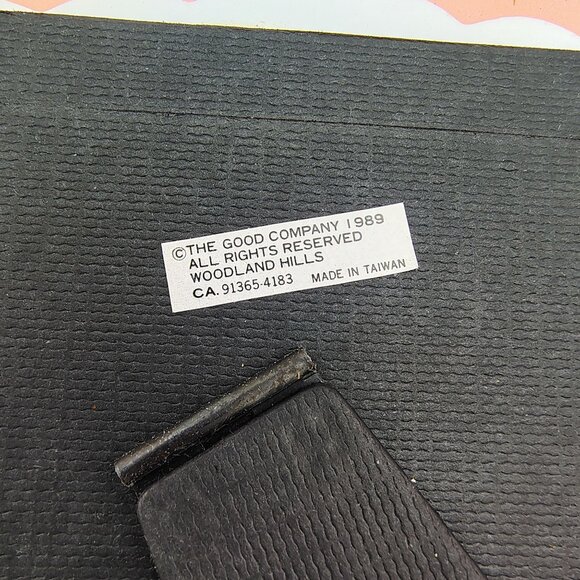 ©THE GOOD COMPANY 1989
ALL RIGHTS RESERVED
WOODLAND HILLS
CA. 91365-4183 MADE IN TAIWAN